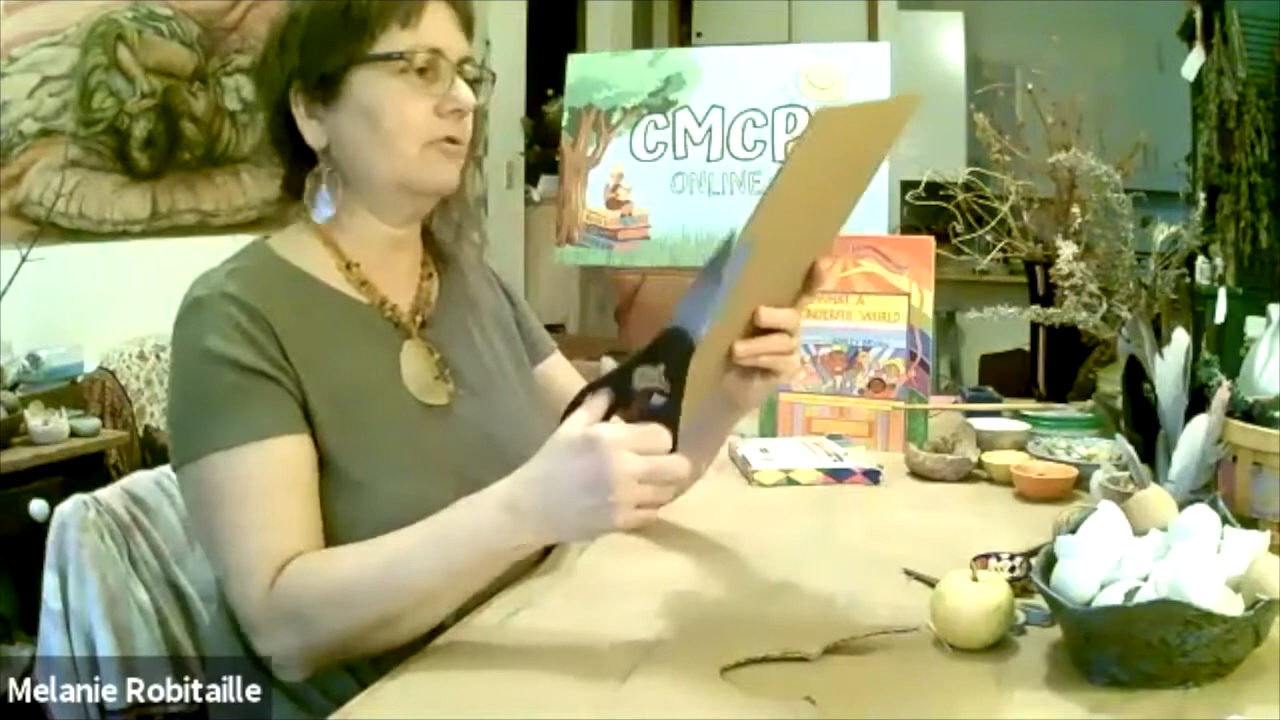 CMCP
ONLINE
WHAT A
WONDERFUL WORLD
Melanie Robitaille